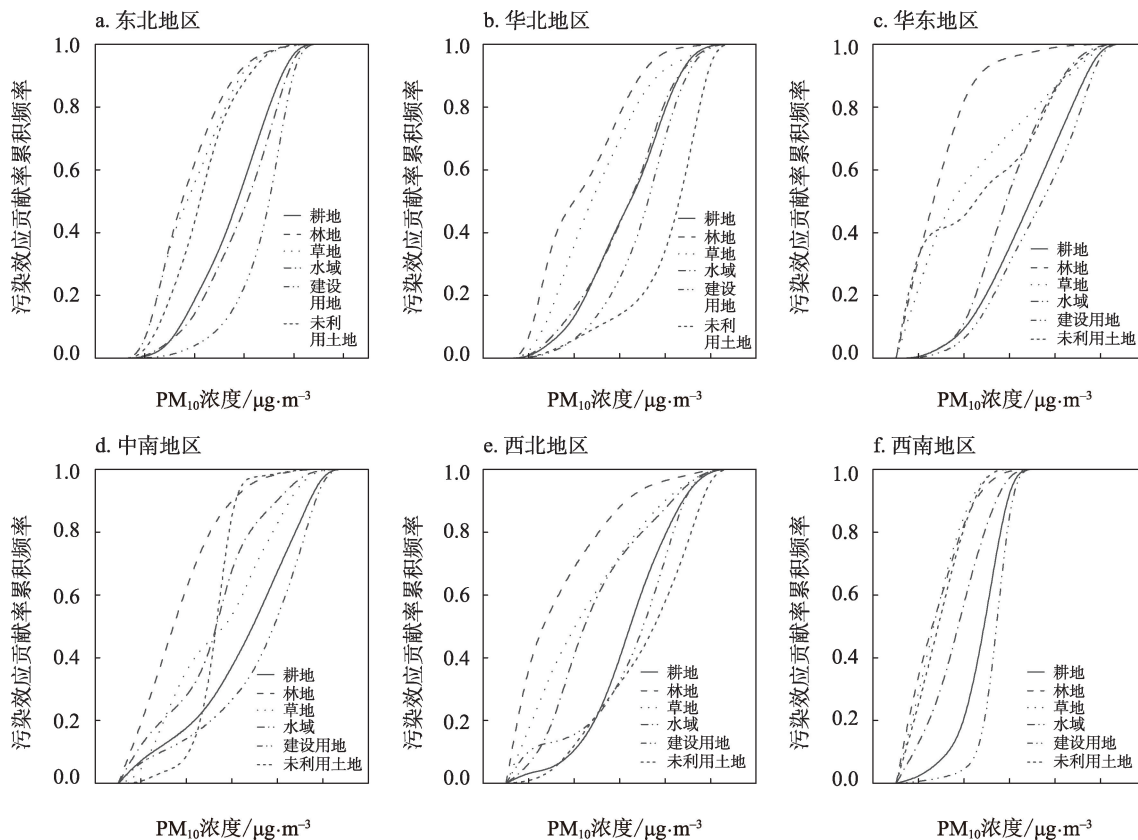 a. 东北地区
污染效应贡献率累积频率
1.0
0.8
0.6
0.4
0.2
0.0
耕地
林地
草地
水域
建设
用地
未利
用土地
PM₁₀浓度/μg·m⁻³
b. 华北地区
污染效应贡献率累积频率
1.0
0.8
0.6
0.4
0.2
0.0
耕地
林地
草地
水域
建设
用地
未利
用土地
PM₁₀浓度/μg·m⁻³
c. 华东地区
污染效应贡献率累积频率
1.0
0.8
0.6
0.4
0.2
0.0
耕地
林地
草地
水域
建设用地
未利用土地
PM₁₀浓度/μg·m⁻³
d. 中南地区
污染效应贡献率累积频率
1.0
0.8
0.6
0.4
0.2
0.0
耕地
林地
草地
水域
建设用地
未利用土地
PM₁₀浓度/μg·m⁻³
e. 西北地区
污染效应贡献率累积频率
1.0
0.8
0.6
0.4
0.2
0.0
耕地
林地
草地
水域
建设用地
未利用土地
PM₁₀浓度/μg·m⁻³
f. 西南地区
污染效应贡献率累积频率
1.0
0.8
0.6
0.4
0.2
0.0
耕地
林地
草地
水域
建设用地
未利用土地
PM₁₀浓度/μg·m⁻³